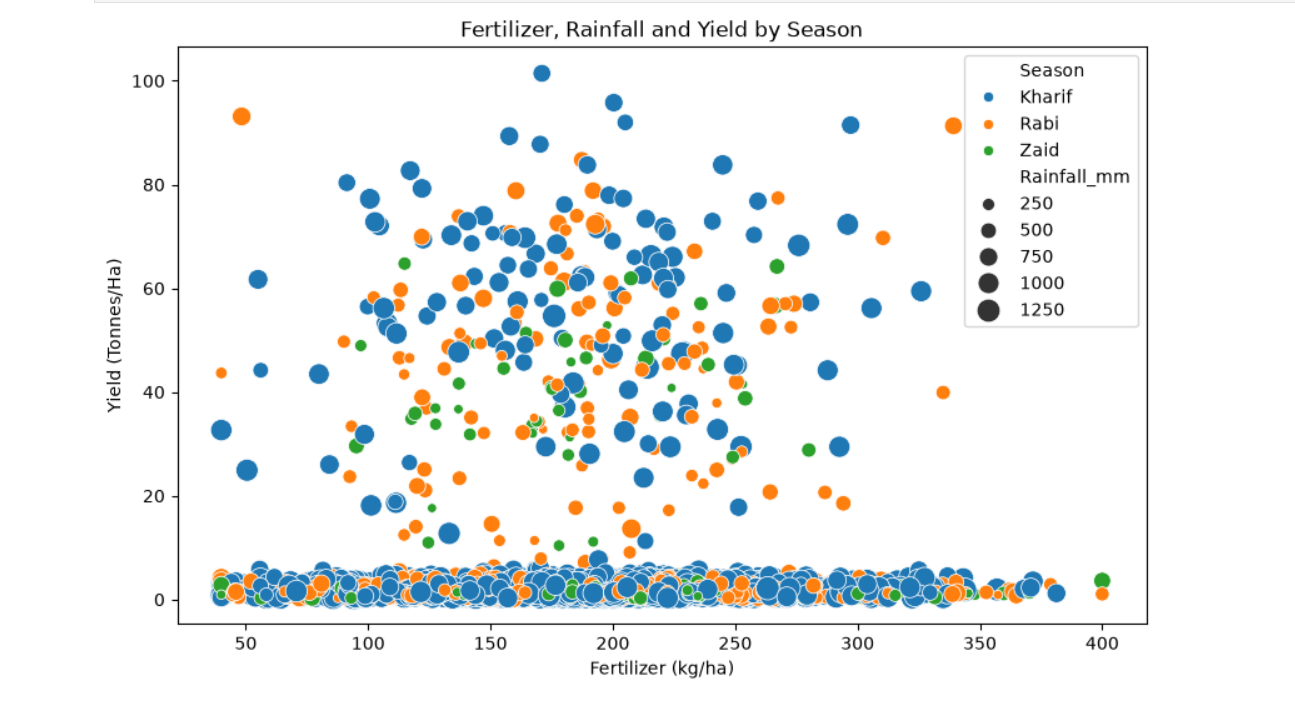 Fertilizer, Rainfall and Yield by Season
Season
Kharif
Rabi
Zaid
Rainfall_mm
250
500
750
1000
1250
Yield (Tonnes/Ha)
100
80
60
40
20
0
50 100 150 200 250 300 350 400
Fertilizer (kg/ha)